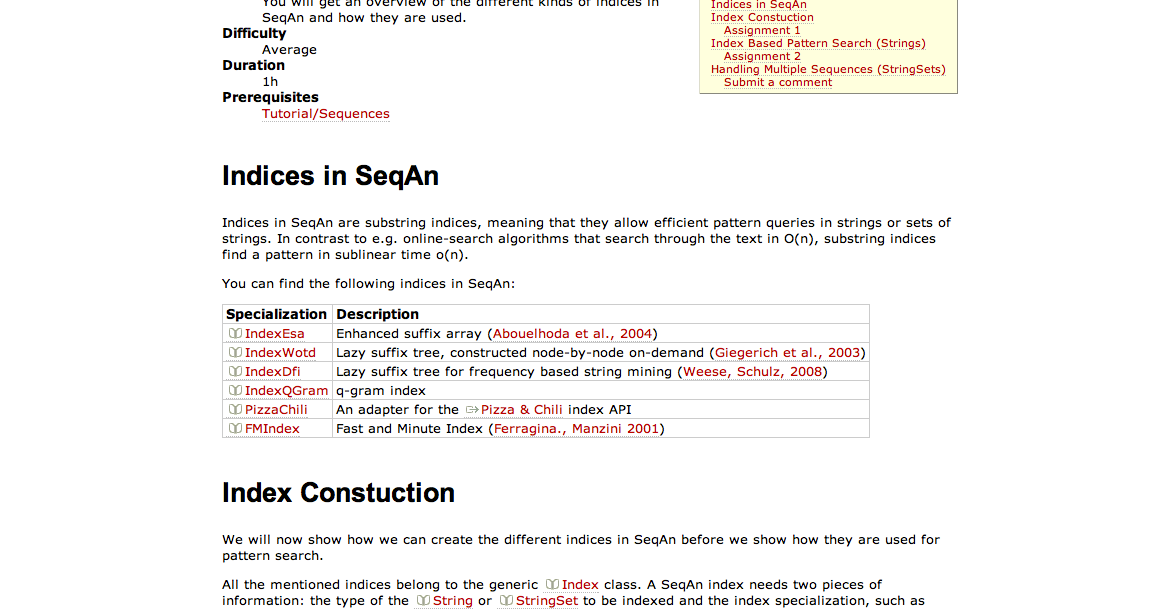 You will get an overview of the different kinds of indices in
SeqAn and how they are used.
Difficulty
Average
Duration
1h
Prerequisites
Tutorial/Sequences
Indices in SeqAn
Index Constuction
Assignment 1
Index Based Pattern Search (Strings)
Assignment 2
Handling Multiple Sequences (StringSets)
Submit a comment
Indices in SeqAn
Indices in SeqAn are substring indices, meaning that they allow efficient pattern queries in strings or sets of
strings. In contrast to e.g. online-search algorithms that search through the text in O(n), substring indices
find a pattern in sublinear time o(n).
You can find the following indices in SeqAn:
Specialization Description
IndexEsa Enhanced suffix array (Abouelhoda et al., 2004)
IndexWotd Lazy suffix tree, constructed node-by-node on-demand (Giegerich et al., 2003)
IndexDfi Lazy suffix tree for frequency based string mining (Weese, Schulz, 2008)
IndexQGram q-gram index
PizzaChili An adapter for the Pizza & Chili index API
FMIndex Fast and Minute Index (Ferragina., Manzini 2001)
Index Constuction
We will now show how we can create the different indices in SeqAn before we show how they are used for
pattern search.
All the mentioned indices belong to the generic Index class. A SeqAn index needs two pieces of
information: the type of the String or StringSet to be indexed and the index specialization, such as